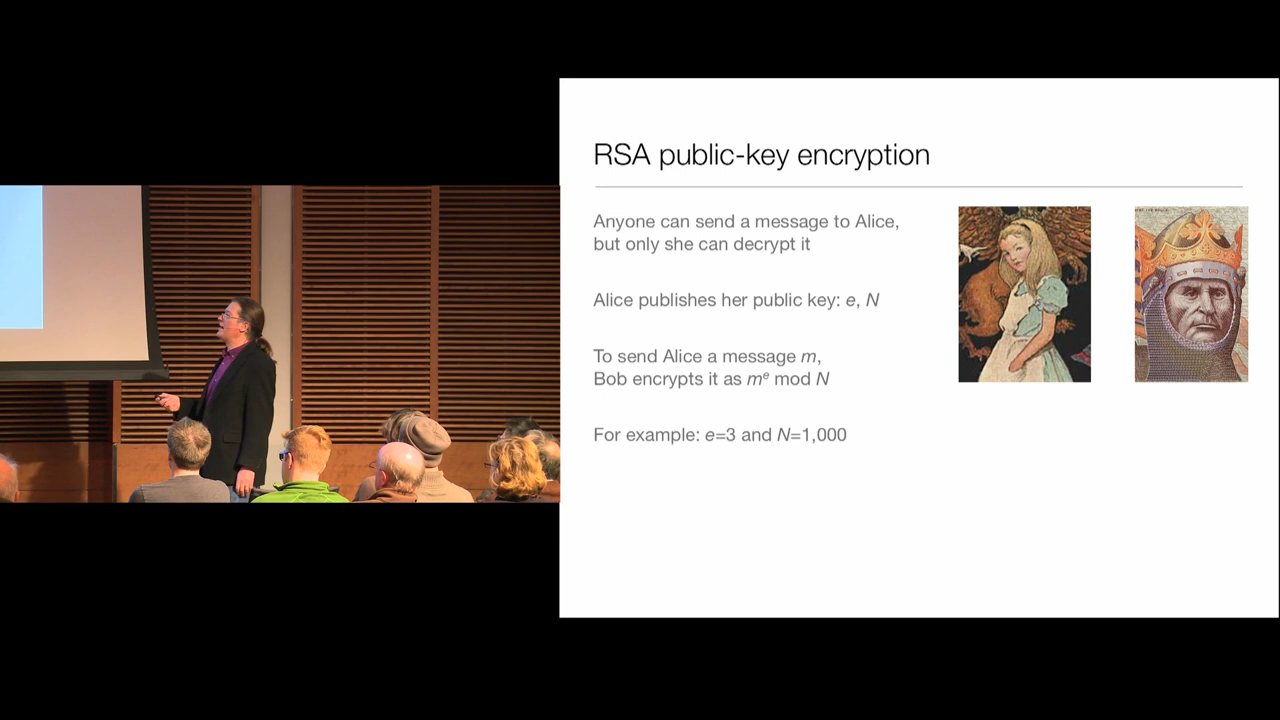 RSA public-key encryption
Anyone can send a message to Alice,
but only she can decrypt it
Alice publishes her public key: e, N
To send Alice a message m,
Bob encrypts it as mᵉ mod N
For example: e=3 and N=1,000